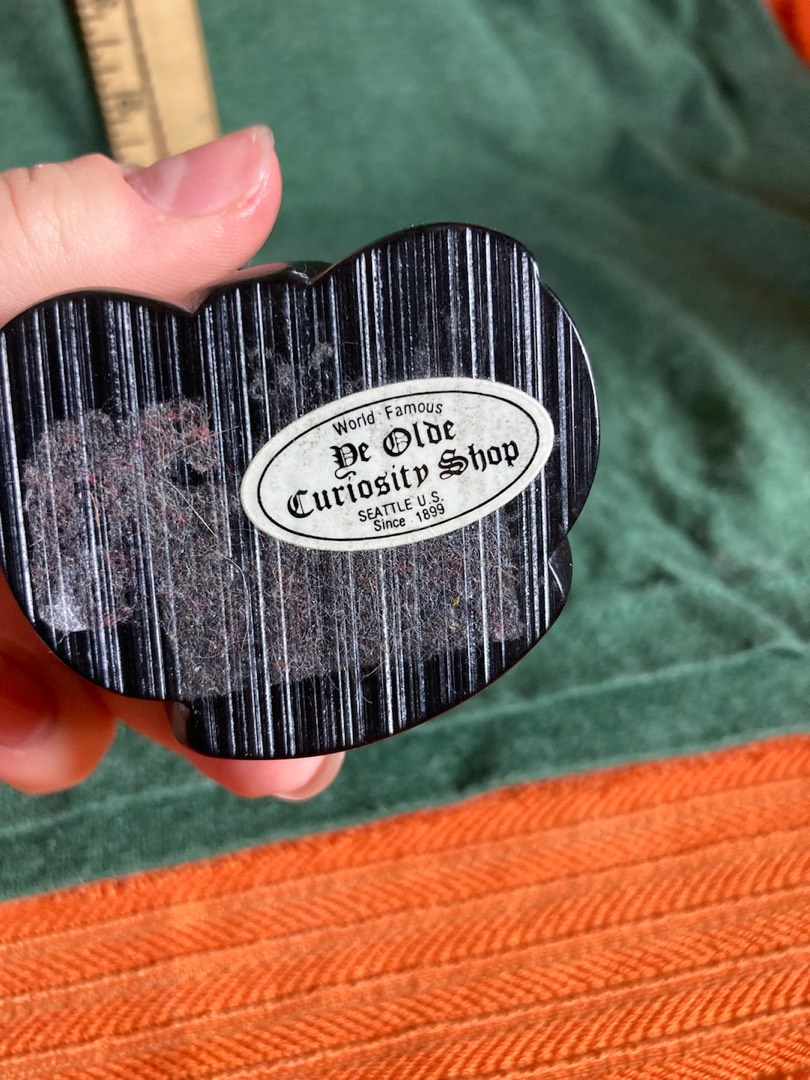 World Famous
Ye Olde
Curiosity Shop
SEATTLE U.S.
Since 1899